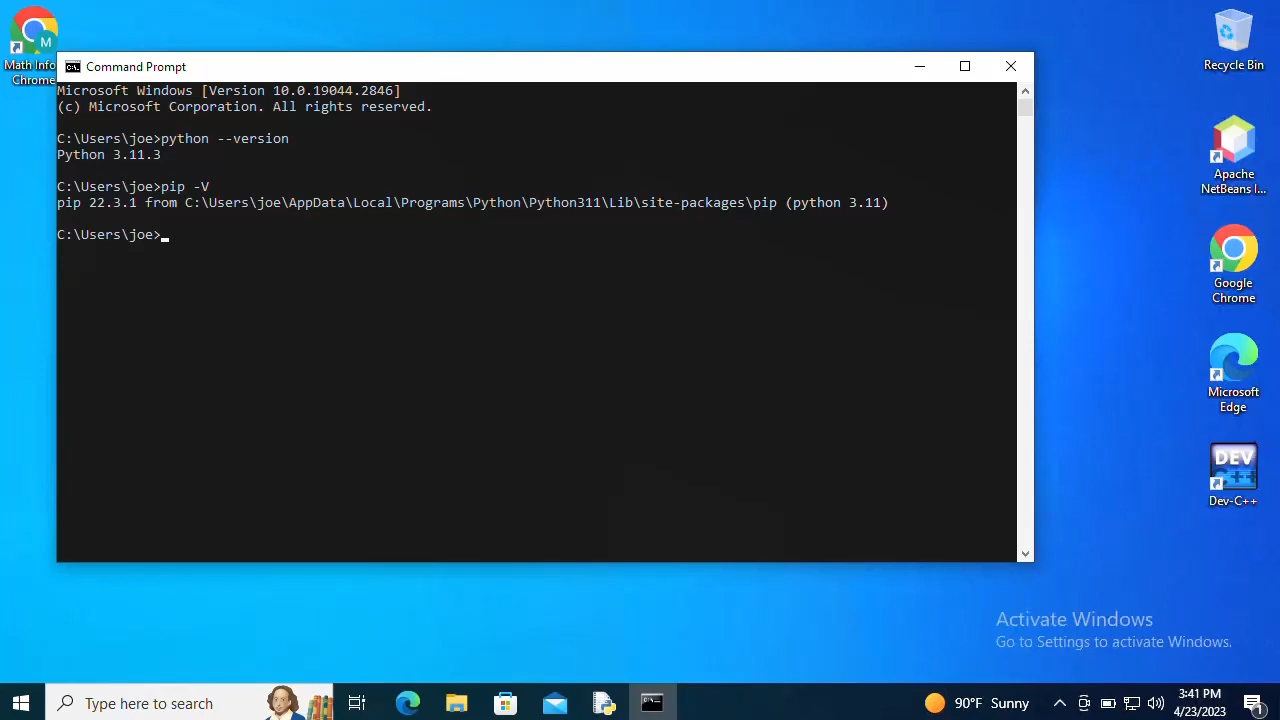 Math Info
Chrome
M
Command Prompt
Microsoft Windows [Version 10.0.19044.2846]
(c) Microsoft Corporation. All rights reserved.
C:\Users\joe>python --version
Python 3.11.3
C:\Users\joe>pip -V
pip 22.3.1 from C:\Users\joe\AppData\Local\Programs\Python\Python311\Lib\site-packages\pip (python 3.11)
C:\Users\joe>
Recycle Bin
Apache
NetBeans I...
Google
Chrome
Microsoft
Edge
DEV
C++
Dev-C++
Activate Windows
Go to Settings to activate Windows.
Type here to search
90°F Sunny
3:41 PM
4/23/2023
1